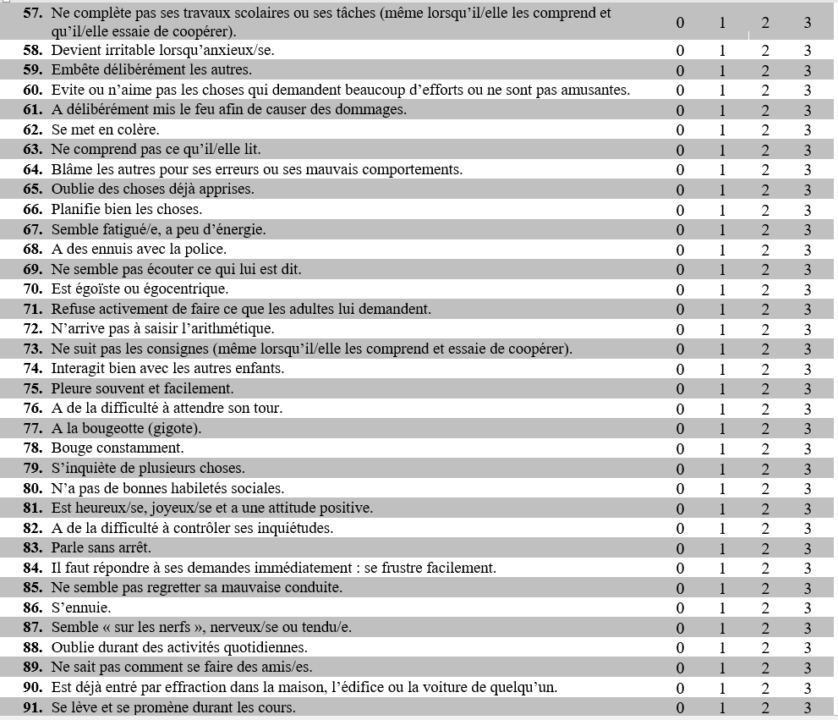 57. Ne complète pas ses travaux scolaires ou ses tâches (même lorsqu'il/elle les comprend et
qu'il/elle essaie de coopérer). 0 1 2 3
58. Devient irritable lorsqu'anxieux/se. 0 1 2 3
59. Embête délibérément les autres. 0 1 2 3
60. Evite ou n'aime pas les choses qui demandent beaucoup d'efforts ou ne sont pas amusantes. 0 1 2 3
61. A délibérément mis le feu afin de causer des dommages. 0 1 2 3
62. Se met en colère. 0 1 2 3
63. Ne comprend pas ce qu'il/elle lit. 0 1 2 3
64. Blâme les autres pour ses erreurs ou ses mauvais comportements. 0 1 2 3
65. Oublie des choses déjà apprises. 0 1 2 3
66. Planifie bien les choses. 0 1 2 3
67. Semble fatigué/e, a peu d'énergie. 0 1 2 3
68. A des ennuis avec la police. 0 1 2 3
69. Ne semble pas écouter ce qui lui est dit. 0 1 2 3
70. Est égoïste ou égocentrique. 0 1 2 3
71. Refuse activement de faire ce que les adultes lui demandent. 0 1 2 3
72. N'arrive pas à saisir l'arithmétique. 0 1 2 3
73. Ne suit pas les consignes (même lorsqu'il/elle les comprend et essaie de coopérer). 0 1 2 3
74. Interagit bien avec les autres enfants. 0 1 2 3
75. Pleure souvent et facilement. 0 1 2 3
76. A de la difficulté à attendre son tour. 0 1 2 3
77. A la bougeotte (gigote). 0 1 2 3
78. Bouge constamment. 0 1 2 3
79. S'inquiète de plusieurs choses. 0 1 2 3
80. N'a pas de bonnes habiletés sociales. 0 1 2 3
81. Est heureux/se, joyeux/se et a une attitude positive. 0 1 2 3
82. A de la difficulté à contrôler ses inquiétudes. 0 1 2 3
83. Parle sans arrêt. 0 1 2 3
84. Il faut répondre à ses demandes immédiatement : se frustre facilement. 0 1 2 3
85. Ne semble pas regretter sa mauvaise conduite. 0 1 2 3
86. S'ennuie. 0 1 2 3
87. Semble « sur les nerfs », nerveux/se ou tendu/e. 0 1 2 3
88. Oublie durant des activités quotidiennes. 0 1 2 3
89. Ne sait pas comment se faire des amis/es. 0 1 2 3
90. Est déjà entré par effraction dans la maison, l'édifice ou la voiture de quelqu'un. 0 1 2 3
91. Se lève et se promène durant les cours. 0 1 2 3